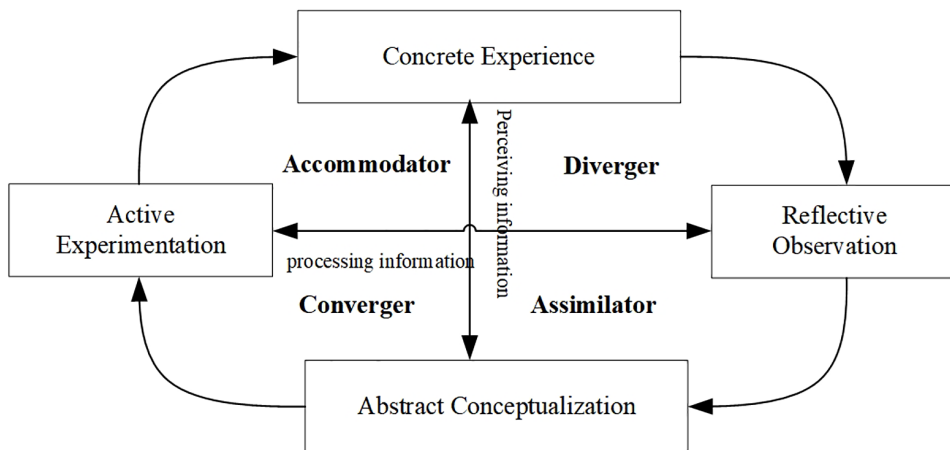 Concrete Experience
Perceiving information
Accommodator
Diverger
Active
Experimentation
Reflective
Observation
processing information
Converger
Assimilator
Abstract Conceptualization